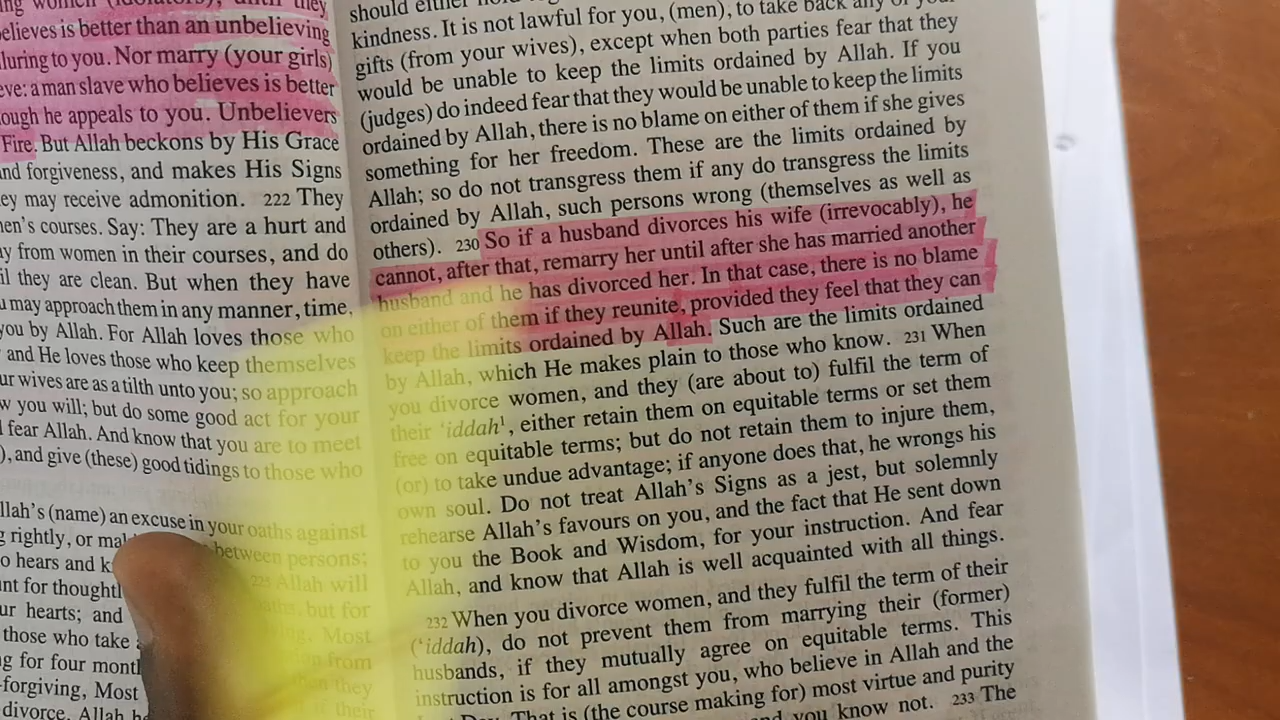 ng women (idolators), until they
elieves is better than an unbelieving
luring to you. Nor marry (your girls)
eve: a man slave who believes is better
ough he appeals to you. Unbelievers
Fire. But Allah beckons by His Grace
nd forgiveness, and makes His Signs
ey may receive admonition. 222 They
en's courses. Say: They are a hurt and
y from women in their courses, and do
il they are clean. But when they have
u may approach them in any manner, time,
you by Allah. For Allah loves those who
and He loves those who keep themselves
ur wives are as a tilth unto you; so approach
w you will; but do some good act for your
l fear Allah. And know that you are to meet
), and give (these) good tidings to those who
llah's (name) an excuse in your oaths against
g rightly, or between persons;
o hears and 225 Allah will
nt for oaths, but for
ur hearts; and Most
those who take from
ng for four they
-forgiving, Most if their
divorce, Allah
should either
kindness. It is not lawful for you, (men), to take back any of your
gifts (from your wives), except when both parties fear that they
would be unable to keep the limits ordained by Allah. If you
(judges) do indeed fear that they would be unable to keep the limits
ordained by Allah, there is no blame on either of them if she gives
something for her freedom. These are the limits ordained by
Allah; so do not transgress them if any do transgress the limits
ordained by Allah, such persons wrong (themselves as well as
others). 230 So if a husband divorces his wife (irrevocably), he
cannot, after that, remarry her until after she has married another
husband and he has divorced her. In that case, there is no blame
on either of them if they reunite, provided they feel that they can
keep the limits ordained by Allah. Such are the limits ordained
by Allah, which He makes plain to those who know. 231 When
you divorce women, and they (are about to) fulfil the term of
their 'iddah¹, either retain them on equitable terms or set them
free on equitable terms; but do not retain them to injure them,
(or) to take undue advantage; if anyone does that, he wrongs his
own soul. Do not treat Allah's Signs as a jest, but solemnly
rehearse Allah's favours on you, and the fact that He sent down
to you the Book and Wisdom, for your instruction. And fear
Allah, and know that Allah is well acquainted with all things.
232 When you divorce women, and they fulfil the term of their
('iddah), do not prevent them from marrying their (former)
husbands, if they mutually agree on equitable terms. This
instruction is for all amongst you, who believe in Allah and the
Last Day. That is (the course making for) most virtue and purity
and you know not. 233 The